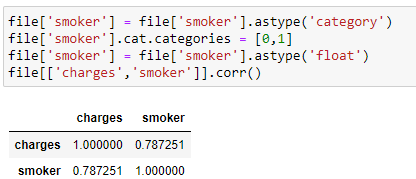 file['smoker'] = file['smoker'].astype('category')
file['smoker'].cat.categories = [0,1]
file['smoker'] = file['smoker'].astype('float')
file[['charges','smoker']].corr()
charges smoker
charges 1.000000 0.787251
smoker 0.787251 1.000000